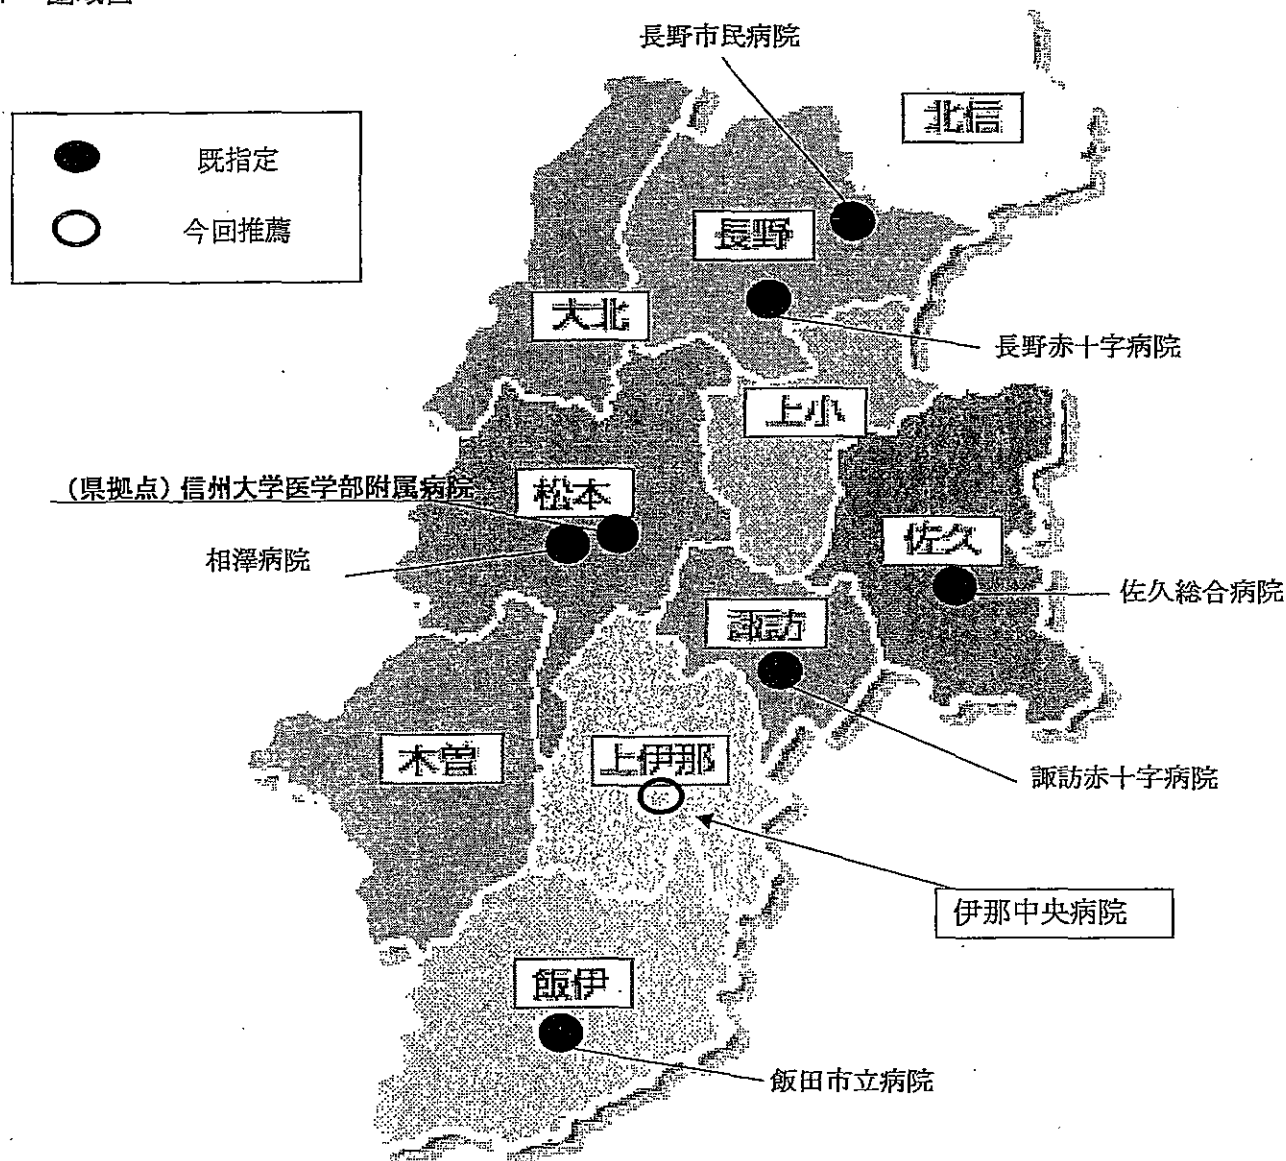 長野市民病院
北信
既指定
今回推薦
長野
大北
長野赤十字病院
上小
（県拠点）信州大学医学部附属病院
松本
佐久
相澤病院
佐久総合病院
諏訪
木曽
上伊那
諏訪赤十字病院
伊那中央病院
飯伊
飯田市立病院